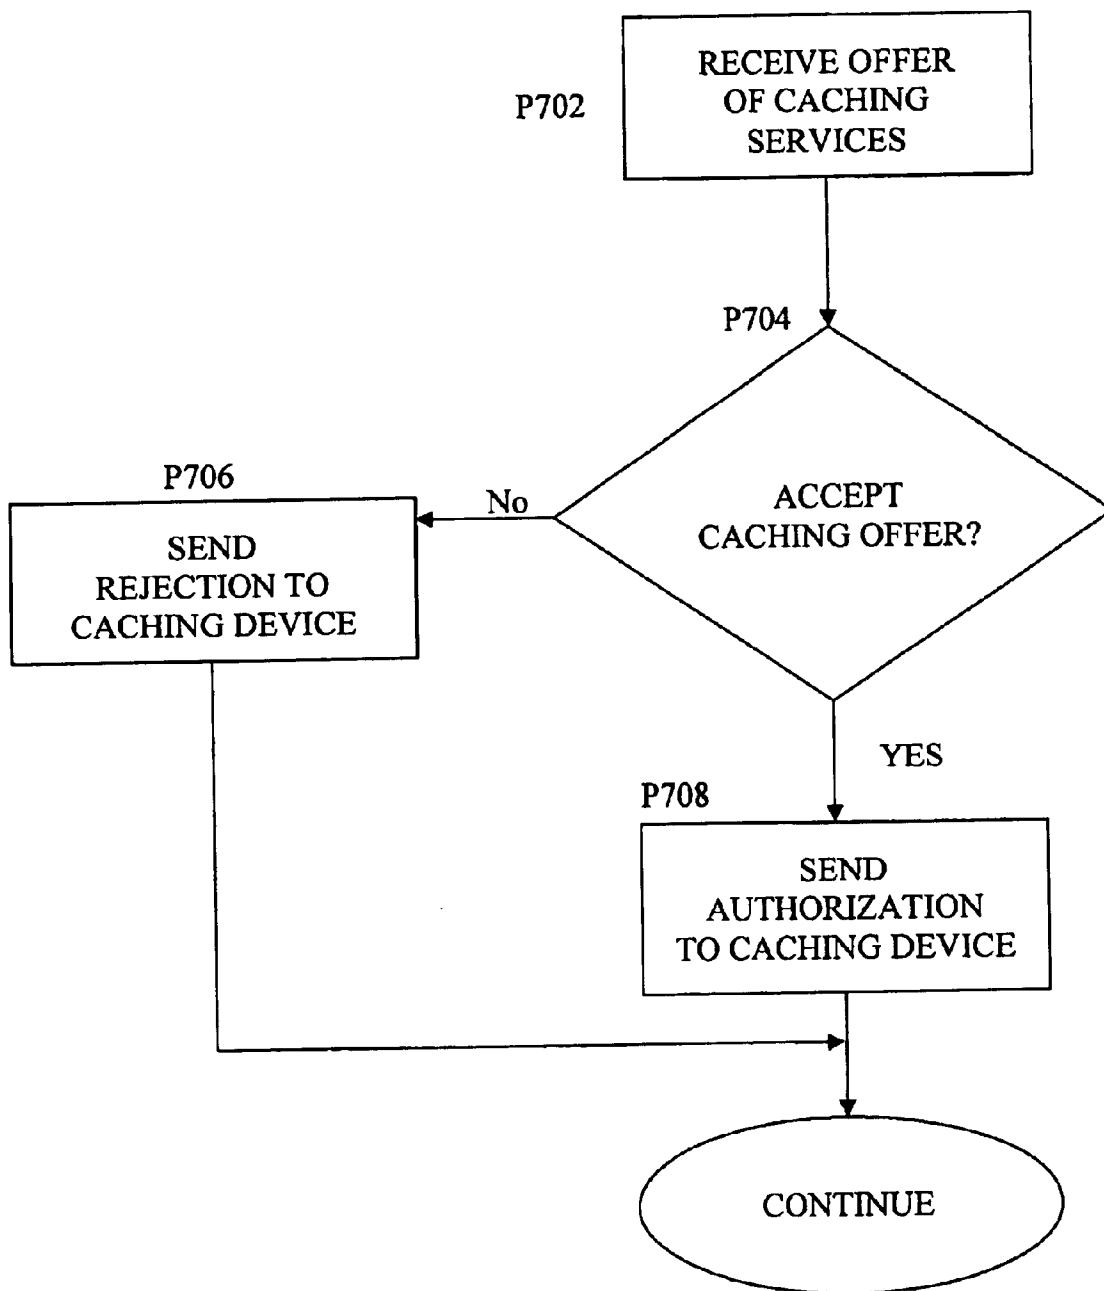 P702
RECEIVE OFFER
OF CACHING
SERVICES
P704
ACCEPT
CACHING OFFER?
No
P706
SEND
REJECTION TO
CACHING DEVICE
YES
P708
SEND
AUTHORIZATION
TO CACHING DEVICE
CONTINUE